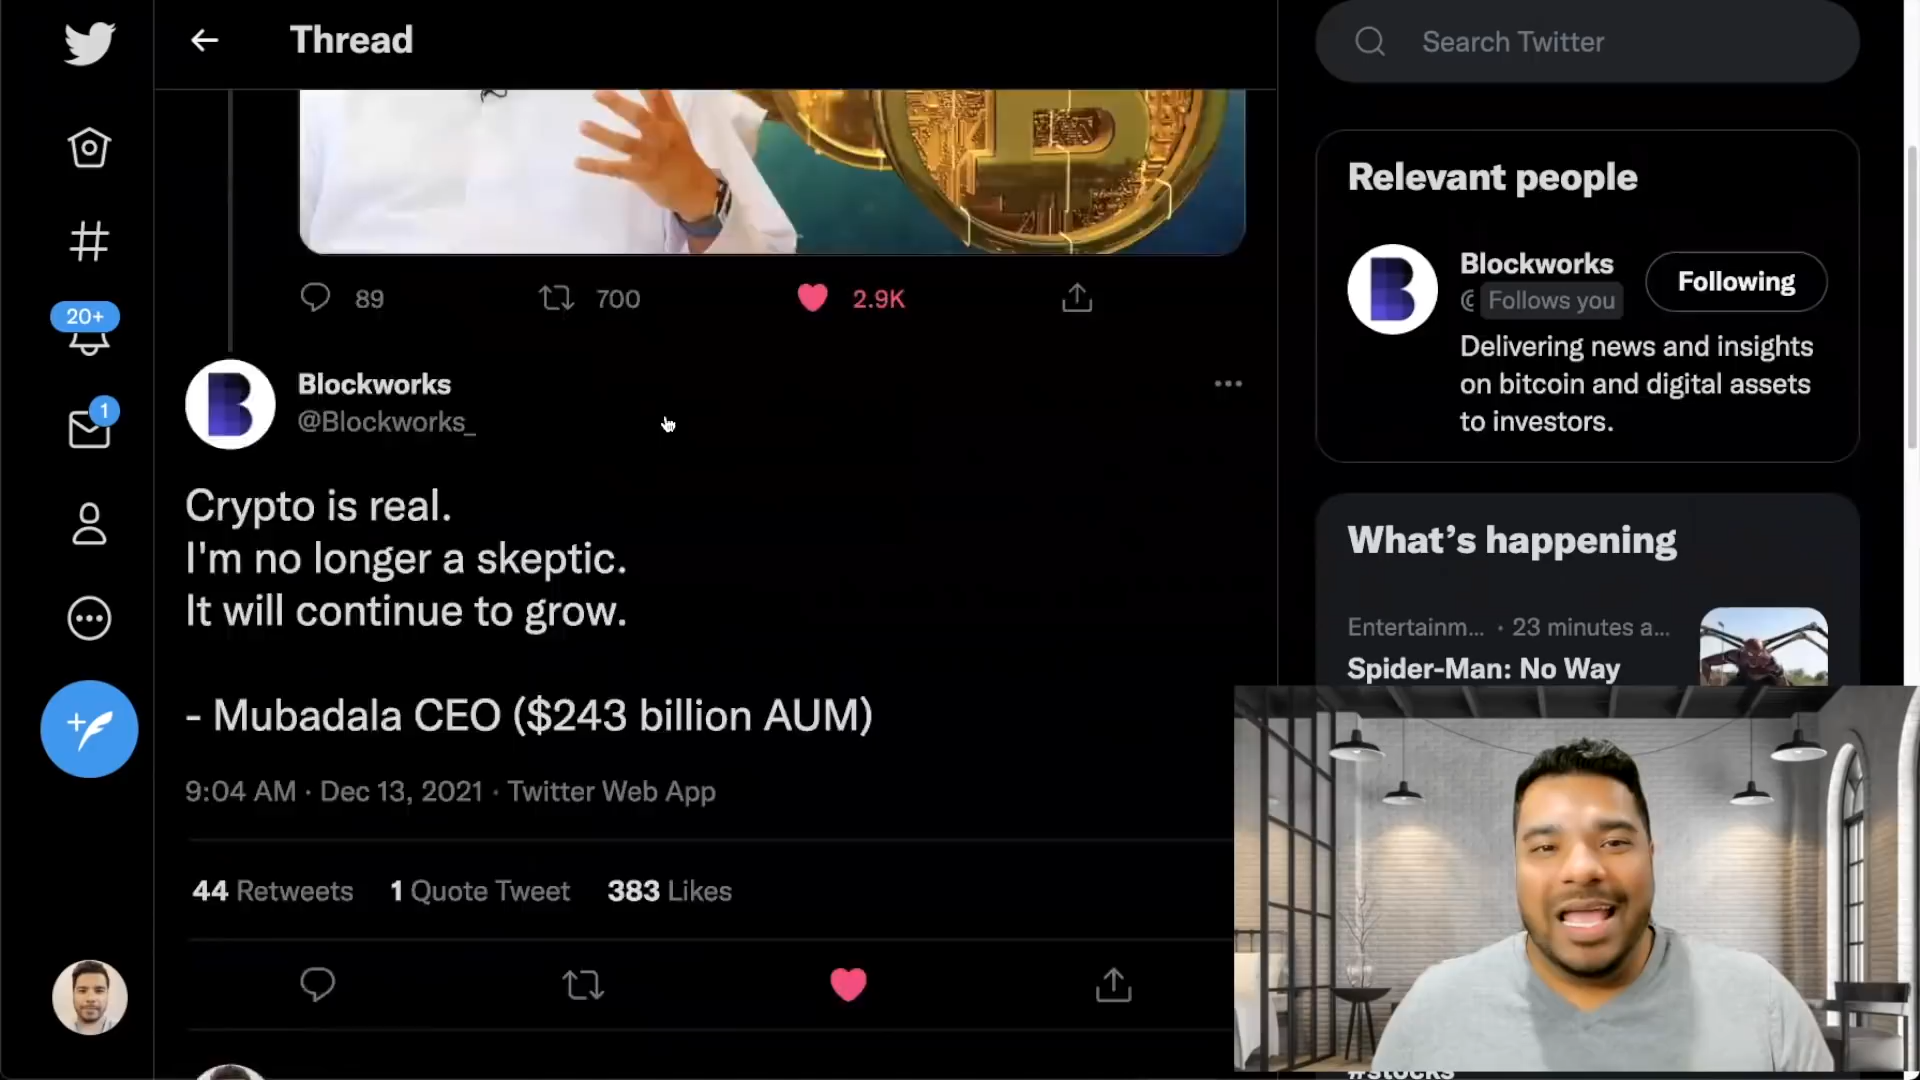 Thread
Search Twitter
20+
1
89
700
2.9K
Blockworks
@Blockworks_
Crypto is real.
I'm no longer a skeptic.
It will continue to grow.
- Mubadala CEO ($243 billion AUM)
9:04 AM · Dec 13, 2021 · Twitter Web App
44 Retweets 1 Quote Tweet 383 Likes
Relevant people
Blockworks
Follows you
Following
Delivering news and insights
on bitcoin and digital assets
to investors.
What’s happening
Entertainm... · 23 minutes a...
Spider-Man: No Way
#stocks